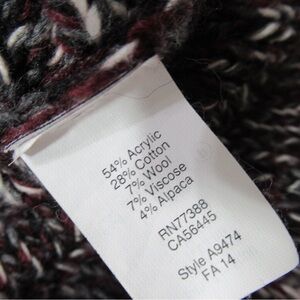 54% Acrylic
28% Cotton
7% Wool
7% Viscose
4% Alpaca
RN77388
CA56445
Style A9474
FA 14